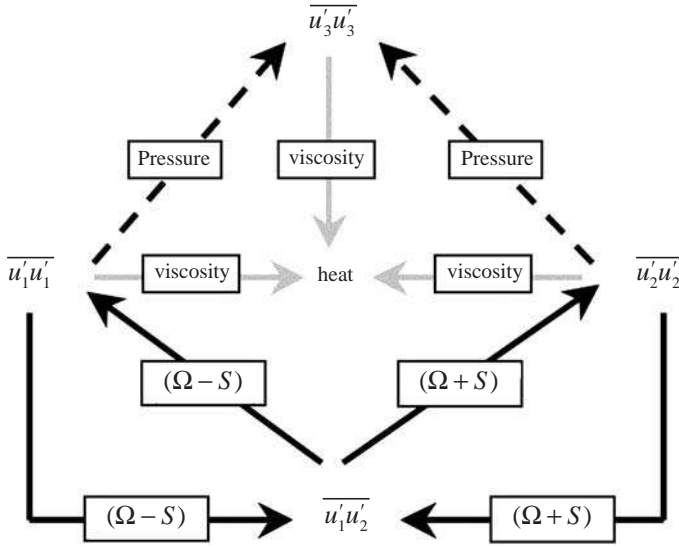 u′₃u′₃
Pressure viscosity Pressure
u′₁u′₁ viscosity heat viscosity u′₂u′₂
(Ω − S) (Ω + S)
(Ω − S) u′₁u′₂ (Ω + S)